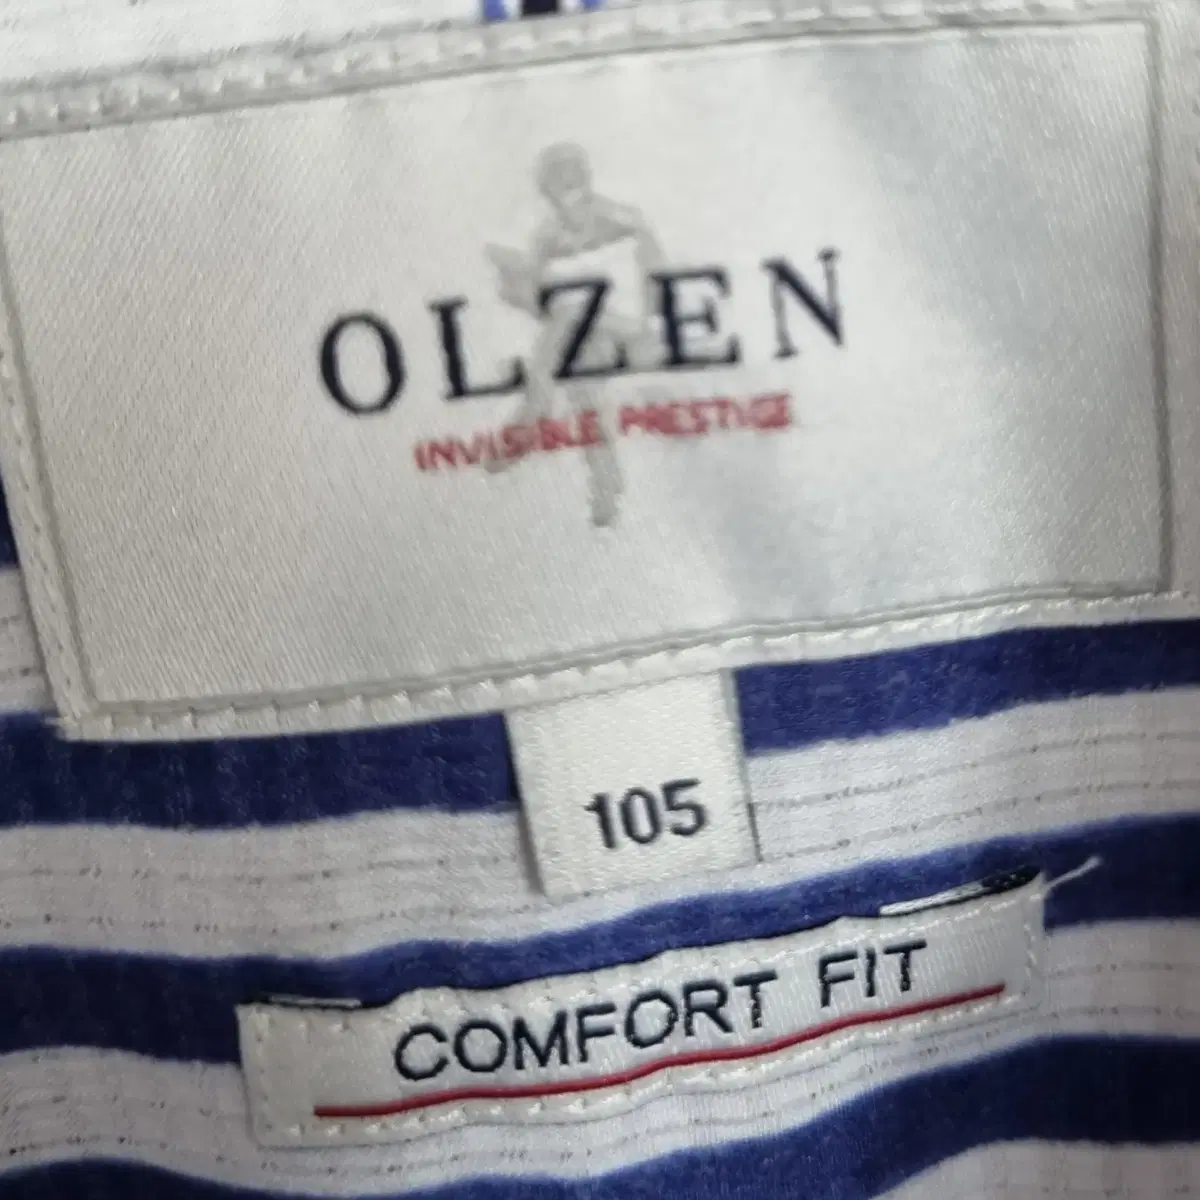 OLZEN
INVISIBLE PRESTIGE
105
COMFORT FIT